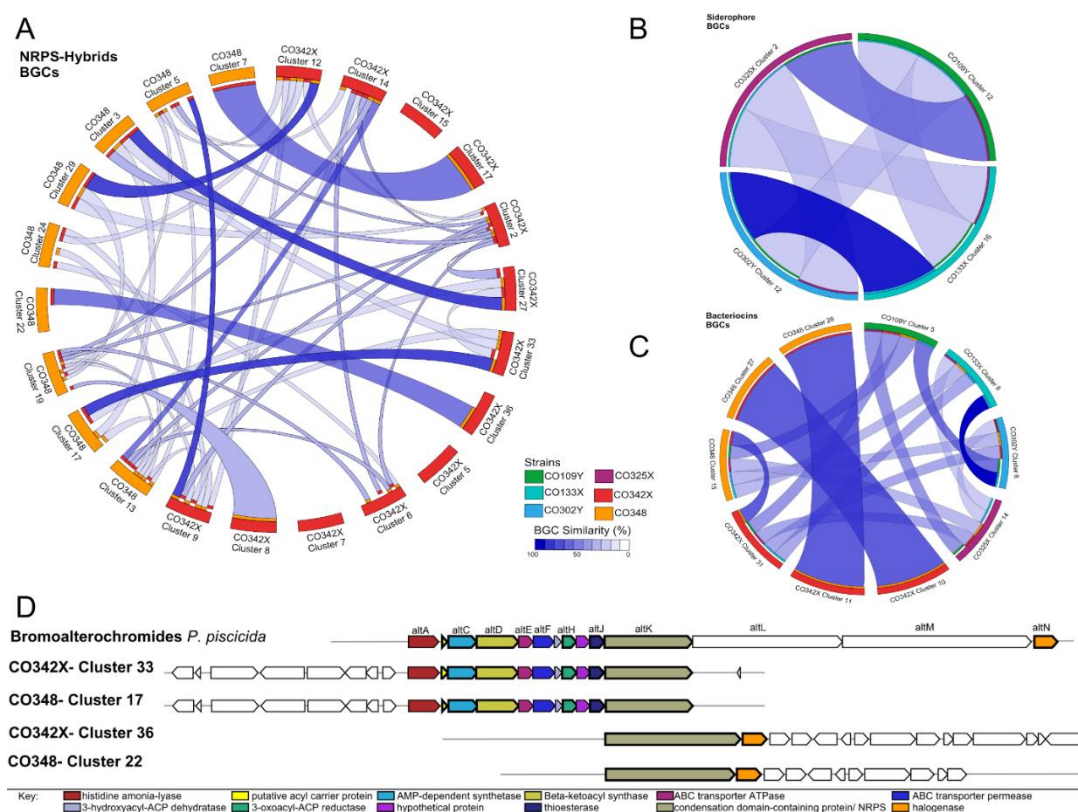 A
NRPS-Hybrids
BGCs
CO348
Cluster 7
CO342X
Cluster 12
CO342X
Cluster 14
CO342X
Cluster 15
CO342X
Cluster 17
CO342X
Cluster 2
CO342X
Cluster 27
CO342X
Cluster 33
CO342X
Cluster 36
CO342X
Cluster 5
CO342X
Cluster 6
CO342X
Cluster 7
CO342X
Cluster 8
CO342X
Cluster 9
CO348
Cluster 13
CO348
Cluster 17
CO348
Cluster 19
CO348
Cluster 22
CO348
Cluster 24
CO348
Cluster 29
CO348
Cluster 3
CO348
Cluster 5
B
Siderophore
BGCs
CO325X Cluster 2
CO109Y Cluster 12
CO133X Cluster 16
CO302Y Cluster 12
Bacteriocins
BGCs
C
CO348 Cluster 28
CO109Y Cluster 5
CO133X Cluster 8
CO302Y Cluster 8
CO325X Cluster 14
CO342X Cluster 10
CO342X Cluster 11
CO342X Cluster 31
CO348 Cluster 15
CO348 Cluster 27
Strains
CO109Y CO325X
CO133X CO342X
CO302Y CO348
BGC Similarity (%)
100 50 0
D
altA altC altD altE altF altH altJ altK altL altM altN
Bromoalterochromides P. piscicida
CO342X- Cluster 33
CO348- Cluster 17
CO342X- Cluster 36
CO348- Cluster 22
Key: histidine amonia-lyase putative acyl carrier protein AMP-dependent synthetase Beta-ketoacyl synthase ABC transporter ATPase ABC transporter permease
3-hydroxyacyl-ACP dehydratase 3-oxoacyl-ACP reductase hypothetical protein thioesterase condensation domain-containing protein/ NRPS halogenase